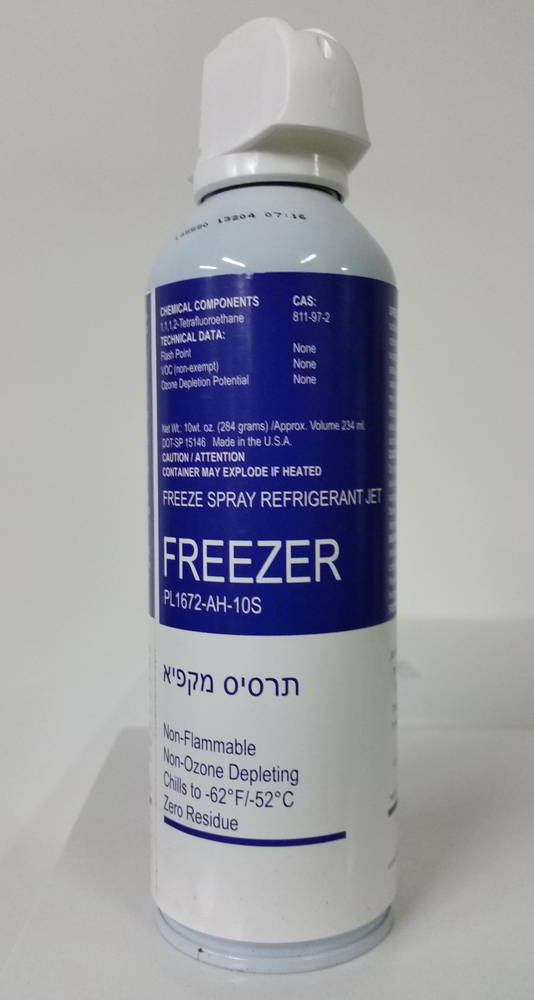 13204 07:16
CHEMICAL COMPONENTS CAS:
1,1,1,2-Tetrafluoroethane 811-97-2
TECHNICAL DATA:
Flash Point None
VOC (non-exempt) None
Ozone Depletion Potential None
Net Wt.: 10wt. oz. (284 grams) /Approx. Volume 234 ml.
DOT-SP 15146 Made in the U.S.A.
CAUTION / ATTENTION
CONTAINER MAY EXPLODE IF HEATED
FREEZE SPRAY REFRIGERANT JET
FREEZER
PL1672-AH-10S
תרסיס מקפיא
Non-Flammable
Non-Ozone Depleting
Chills to -62°F/-52°C
Zero Residue